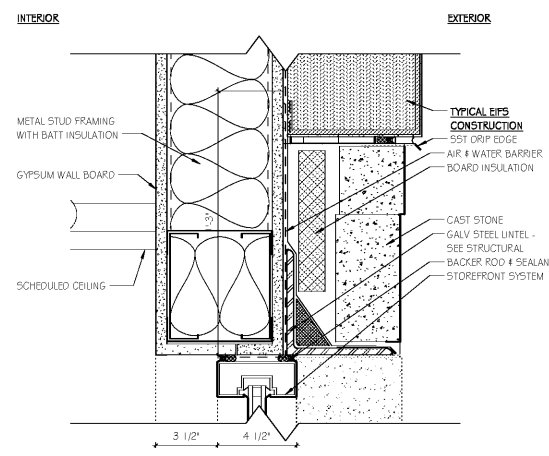 INTERIOR
EXTERIOR
METAL STUD FRAMING
WITH BATT INSULATION
GYPSUM WALL BOARD
SCHEDULED CEILING
3"
TYPICAL EIFS
CONSTRUCTION
SST DRIP EDGE
AIR & WATER BARRIER
BOARD INSULATION
CAST STONE
GALV STEEL LINTEL -
SEE STRUCTURAL
BACKER ROD & SEALAN
STOREFRONT SYSTEM
3 1/2"
4 1/2"